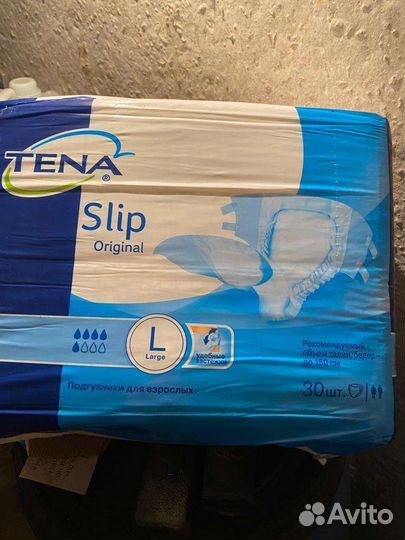 TENA®
Slip
Original
L
Large
удобные
застежки
Рекомендуемый
объем талии/бедер -
до 150 см
Подгузники для взрослых
30 шт.
Avito